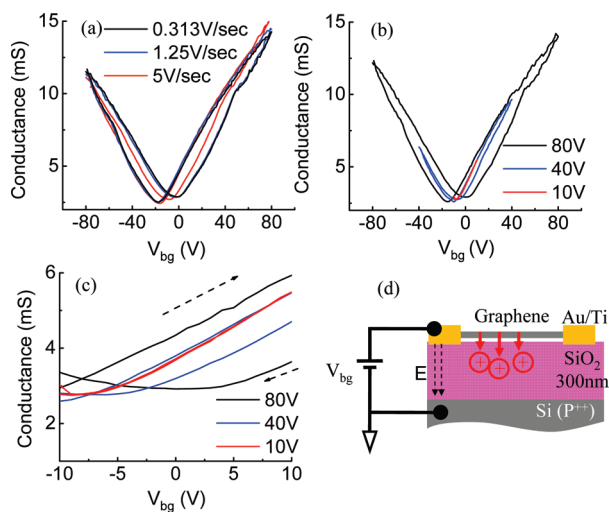 (a)
0.313V/sec
1.25V/sec
5V/sec
15
10
5
Conductance (mS)
-80 -40 0 40 80
V_bg (V)
(b)
80V
40V
10V
15
10
5
Conductance (mS)
-80 -40 0 40 80
V_bg (V)
(c)
80V
40V
10V
6
4
2
Conductance (mS)
-10 -5 0 5 10
V_bg (V)
(d)
Graphene Au/Ti
V_bg
E
+ + +
SiO₂
300nm
Si (P⁺⁺)